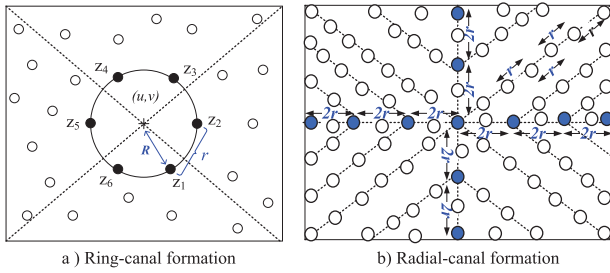 z4
z3
(u,v)
z5
z2
R
r
z6
z1
a ) Ring-canal formation
2r
2r
r
r
r
r
2r
2r
2r
2r
2r
2r
2r
2r
b) Radial-canal formation